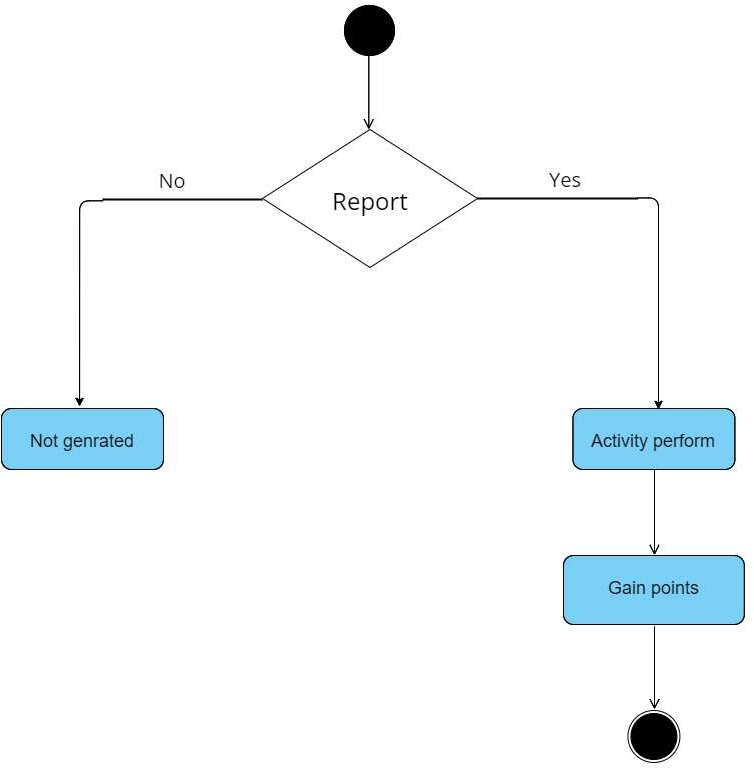 No
Yes
Report
Not genrated
Activity perform
Gain points